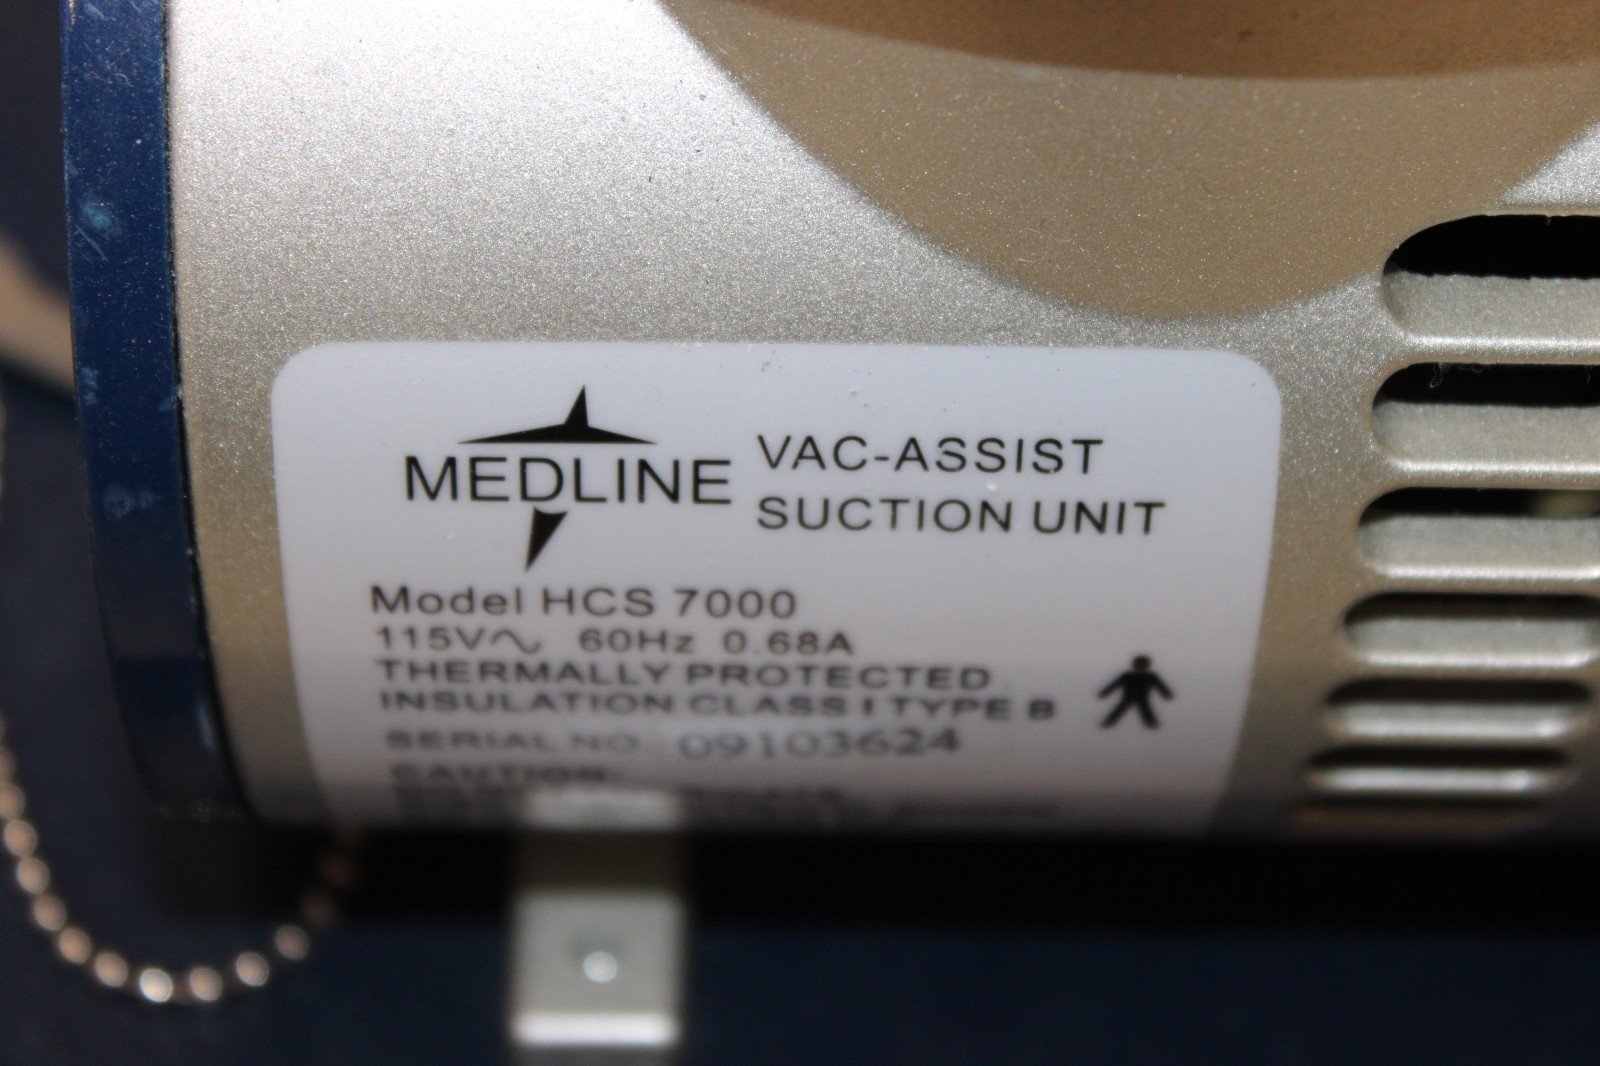 MEDLINE
VAC-ASSIST
SUCTION UNIT
Model HCS 7000
115V~ 60Hz 0.68A
THERMALLY PROTECTED
INSULATION CLASS I TYPE B
SERIAL NO. 09103624
CAUTION: